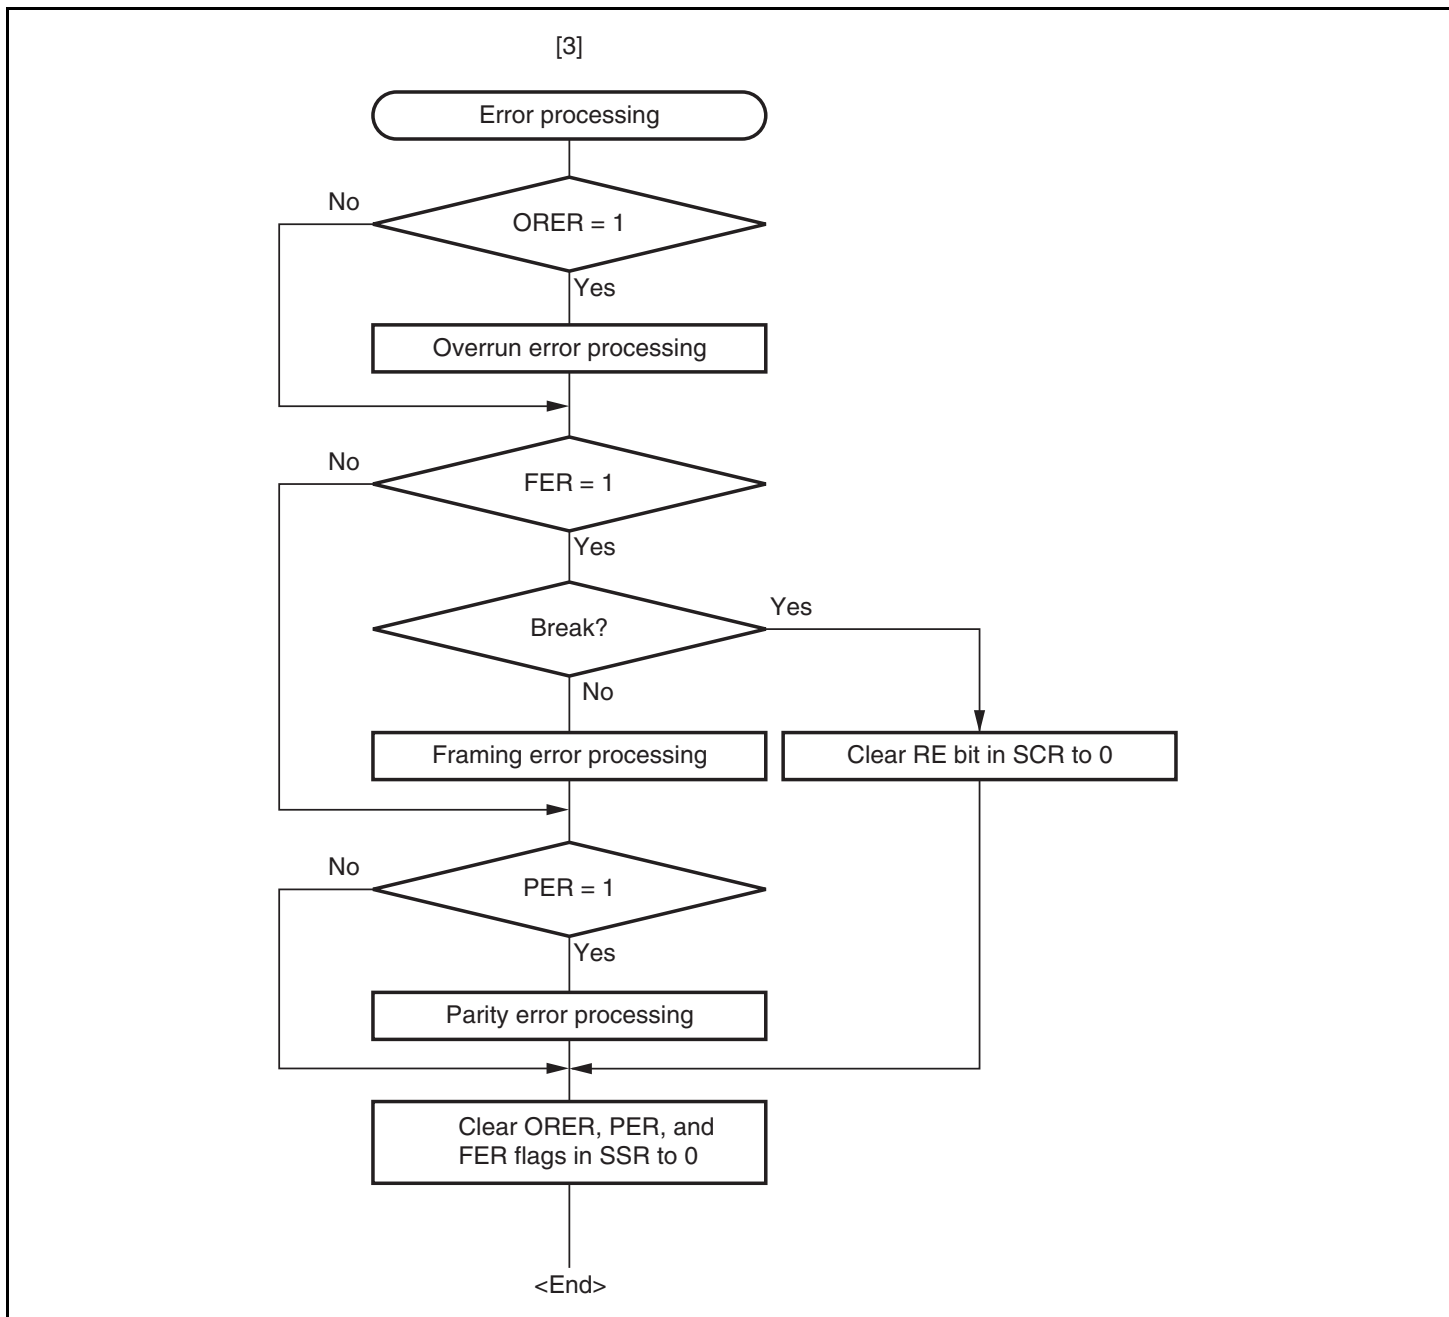 [3]
Error processing
No
ORER = 1
Yes
Overrun error processing
No
FER = 1
Yes
Break?
Yes
No
Framing error processing
Clear RE bit in SCR to 0
No
PER = 1
Yes
Parity error processing
Clear ORER, PER, and
FER flags in SSR to 0
<End>